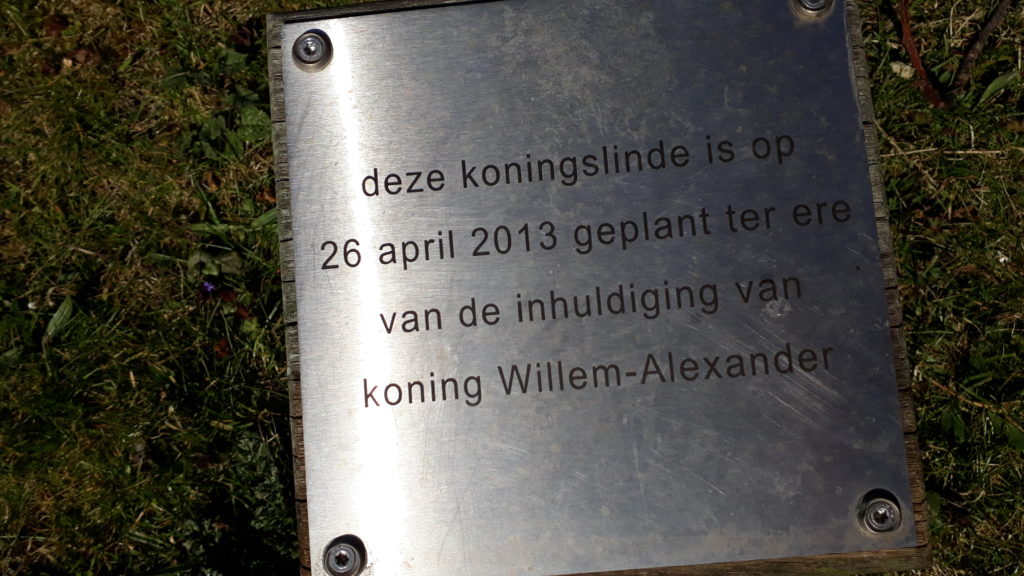 deze koningslinde is op
26 april 2013 geplant ter ere
van de inhuldiging van
koning Willem-Alexander